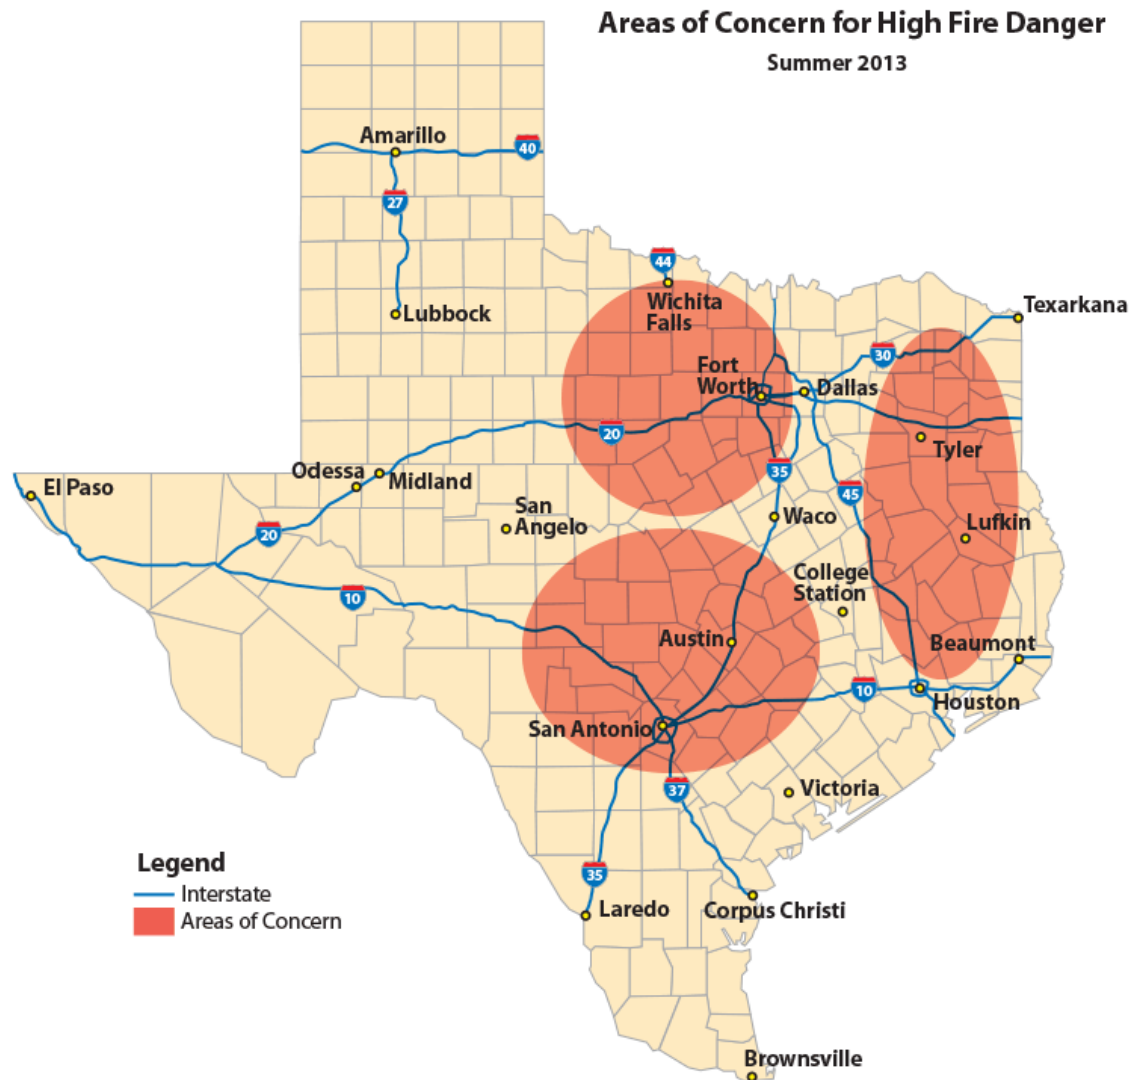 Areas of Concern for High Fire Danger
Summer 2013
Amarillo
40
27
44
Wichita
Falls
Lubbock
Texarkana
30
Fort
Worth
Dallas
20
Tyler
Odessa
Midland
35
El Paso
45
San
Angelo
Waco
Lufkin
20
College
Station
10
Austin
Beaumont
10
Houston
San Antonio
37
Victoria
Legend
Interstate
Areas of Concern
35
Laredo
Corpus Christi
Brownsville